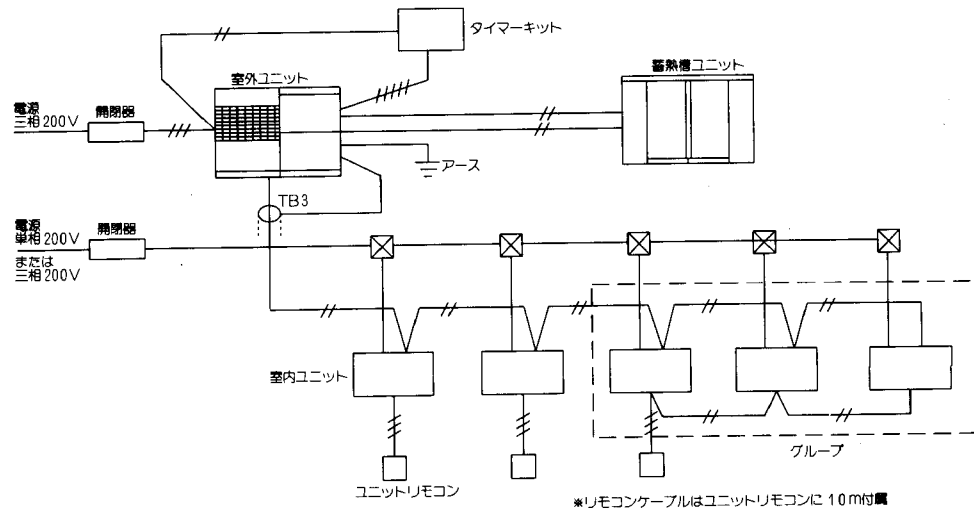 タイマーキット
室外ユニット
蓄熱槽ユニット
電源
三相200V
開閉器
アース
TB3
電源
単相200V
または
三相200V
開閉器
室内ユニット
グループ
ユニットリモコン
※リモコンケーブルはユニットリモコンに10m付属